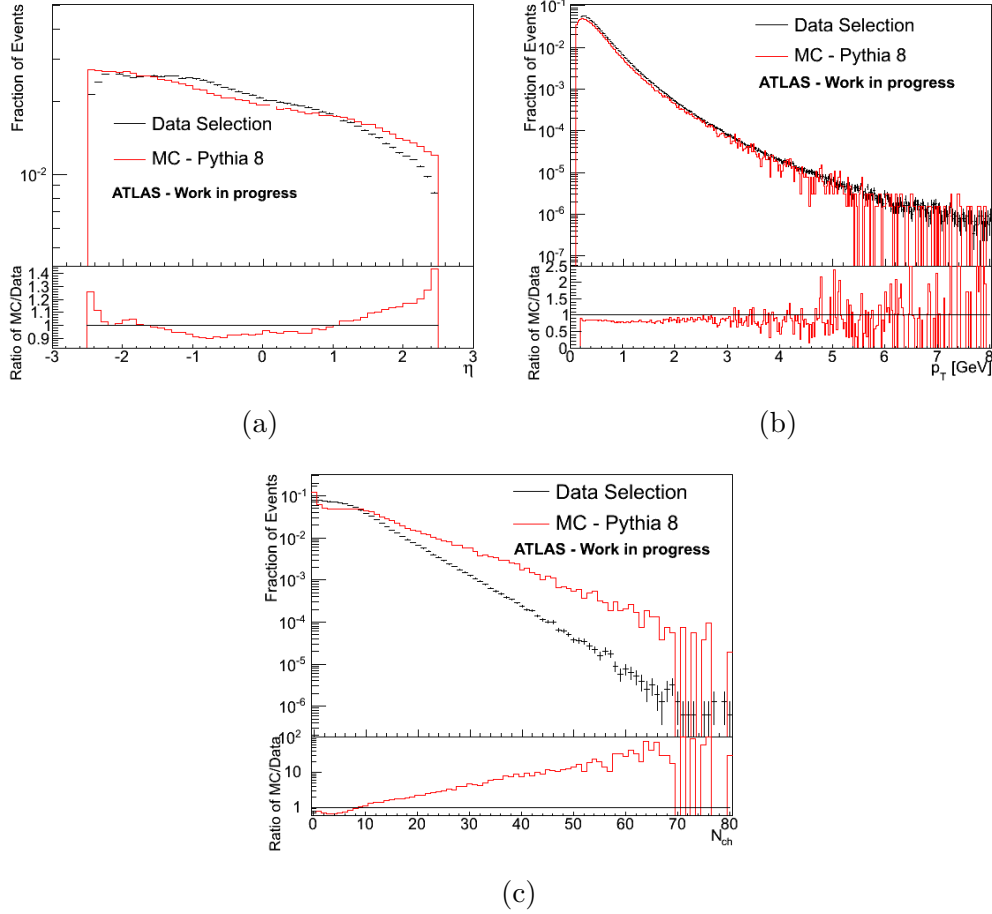 Fraction of Events
Data Selection
MC - Pythia 8
ATLAS - Work in progress
10⁻²
Ratio of MC/Data
1.4
1.3
1.2
1.1
1
0.9
-3 -2 -1 0 1 2 3
η
(a)
Fraction of Events
10⁻¹
10⁻²
10⁻³
10⁻⁴
10⁻⁵
10⁻⁶
10⁻⁷
Data Selection
MC - Pythia 8
ATLAS - Work in progress
Ratio of MC/Data
2.5
2
1.5
1
0.5
0
0 1 2 3 4 5 6 7 8
p_T [GeV]
(b)
Fraction of Events
10⁻¹
10⁻²
10⁻³
10⁻⁴
10⁻⁵
10⁻⁶
Data Selection
MC - Pythia 8
ATLAS - Work in progress
Ratio of MC/Data
10²
10
1
0 10 20 30 40 50 60 70 80
N_ch
(c)